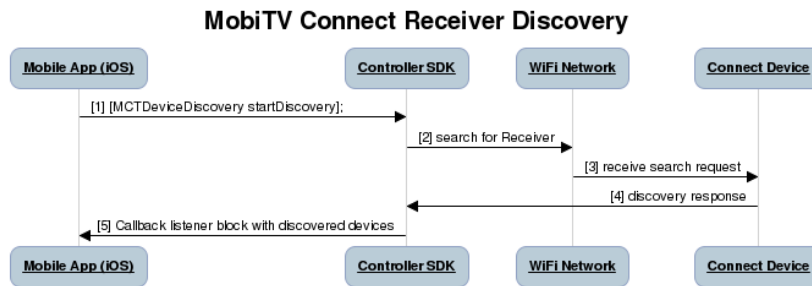 MobiTV Connect Receiver Discovery
Mobile App (iOS) Controller SDK WiFi Network Connect Device
[1] [MCTDeviceDiscovery startDiscovery];
[2] search for Receiver
[3] receive search request
[4] discovery response
[5] Callback listener block with discovered devices
Mobile App (iOS) Controller SDK WiFi Network Connect Device